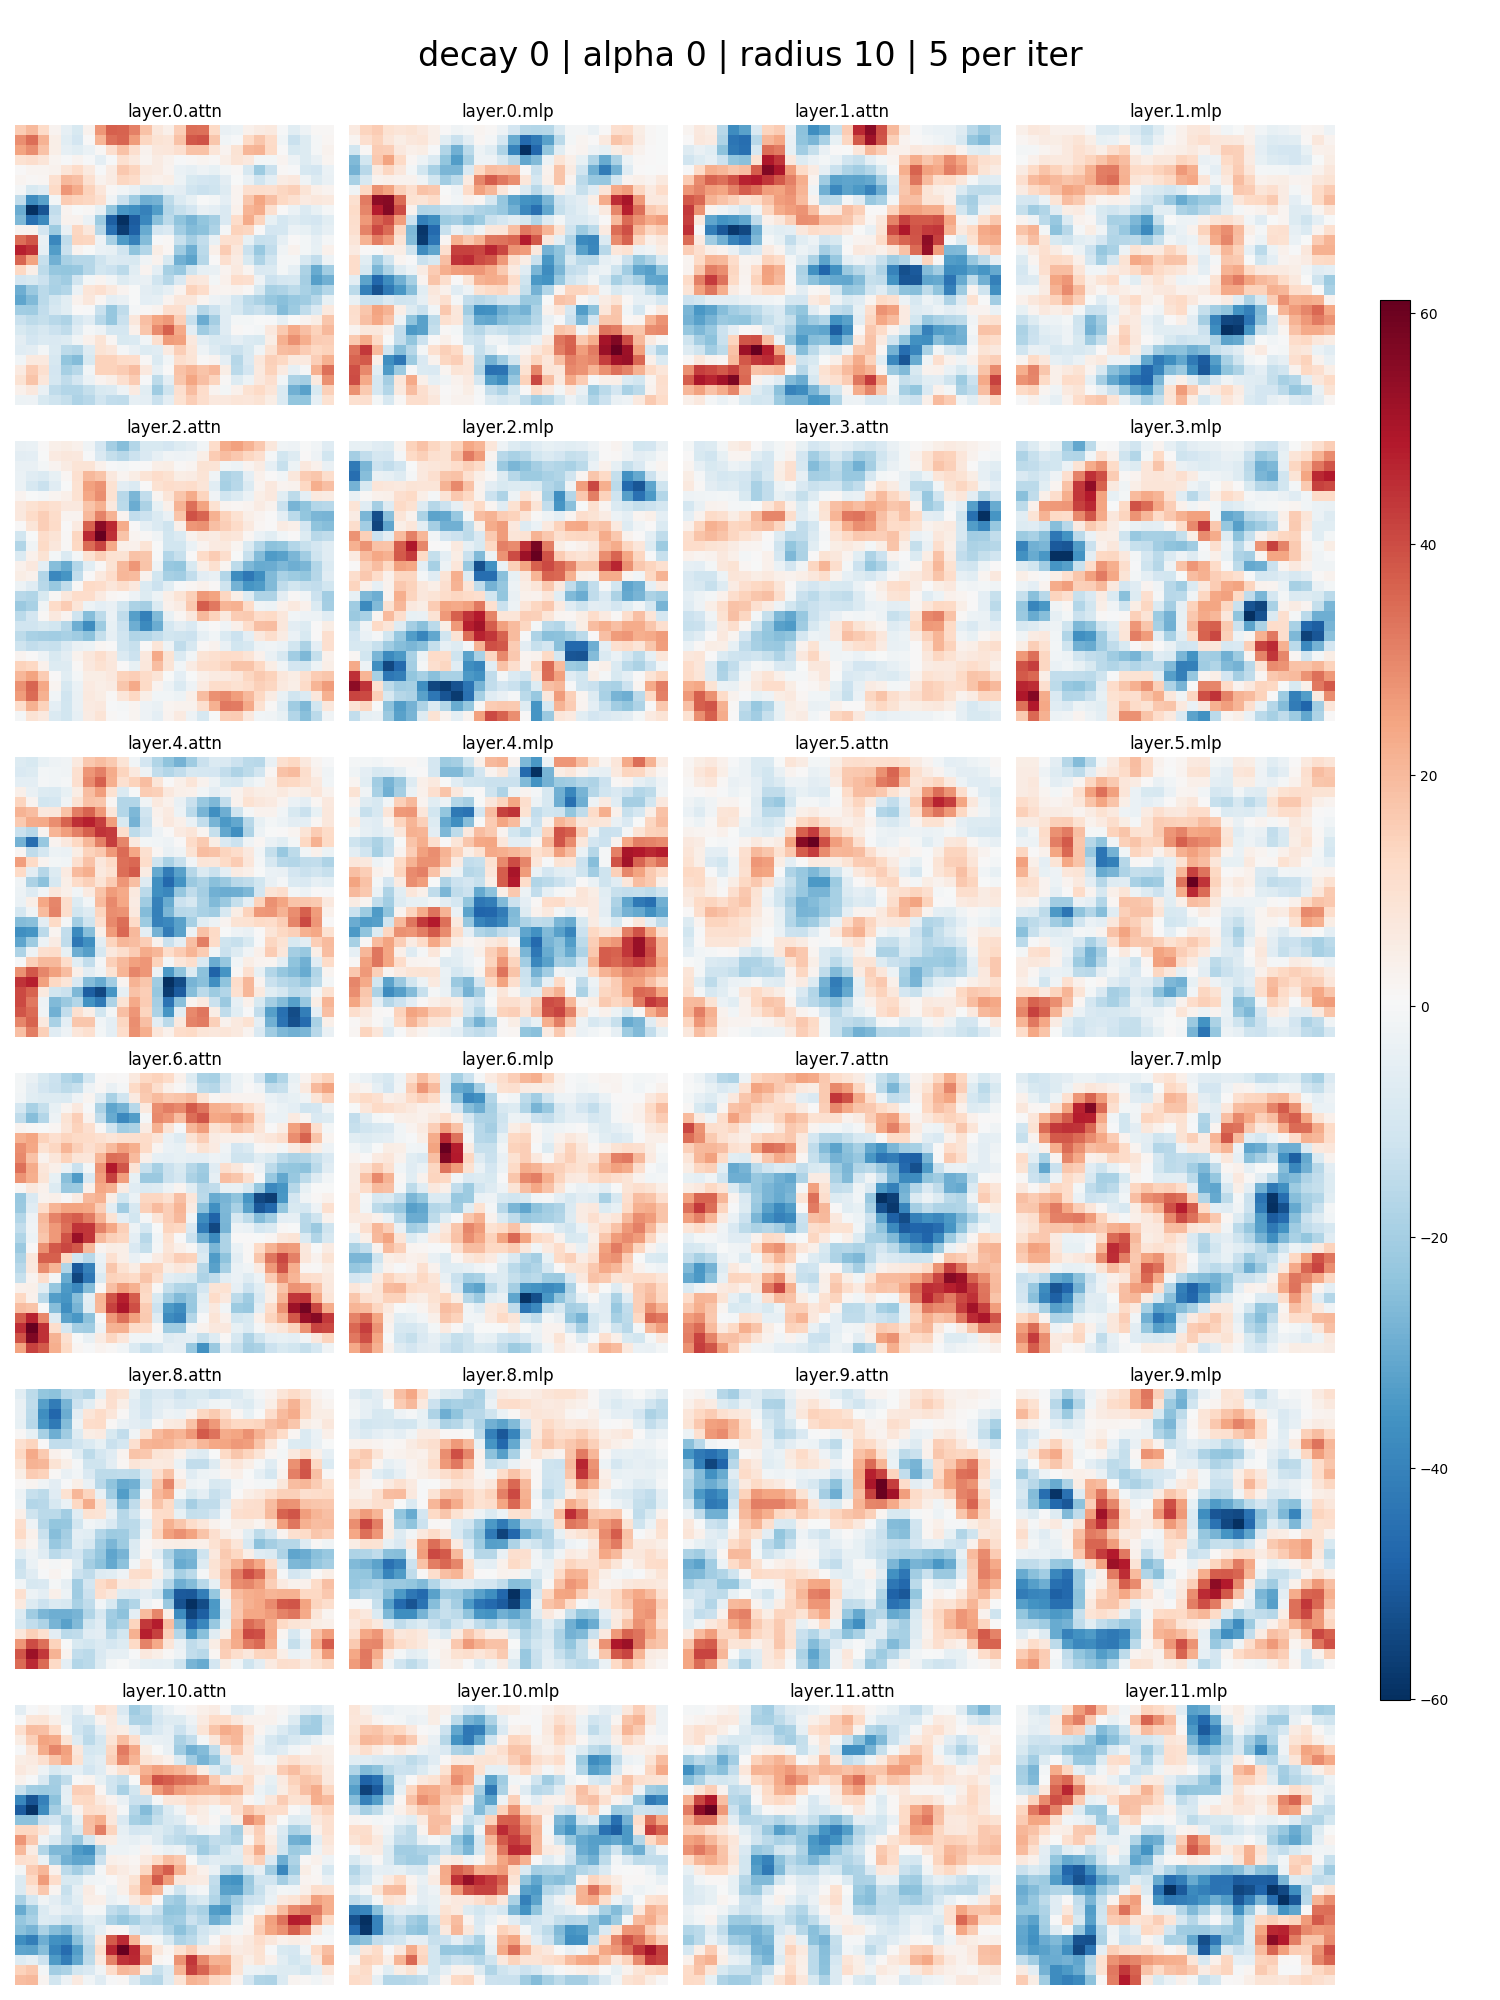 decay 0 | alpha 0 | radius 10 | 5 per iter
layer.0.attn
layer.0.mlp
layer.1.attn
layer.1.mlp
layer.2.attn
layer.2.mlp
layer.3.attn
layer.3.mlp
layer.4.attn
layer.4.mlp
layer.5.attn
layer.5.mlp
layer.6.attn
layer.6.mlp
layer.7.attn
layer.7.mlp
layer.8.attn
layer.8.mlp
layer.9.attn
layer.9.mlp
layer.10.attn
layer.10.mlp
layer.11.attn
layer.11.mlp
60
40
20
0
−20
−40
−60